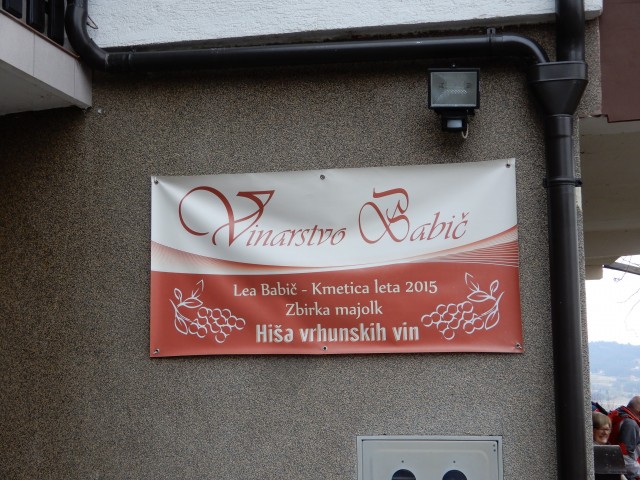 Vinarstvo Babič
Lea Babič - Kmetica leta 2015
Zbirka majolk
Hiša vrhunskih vin